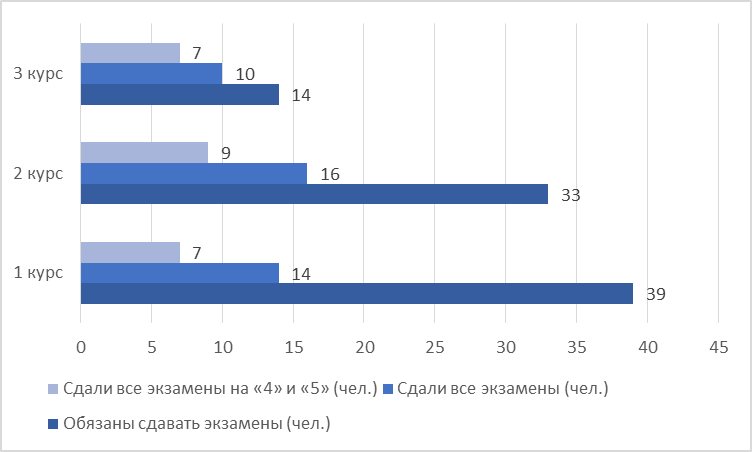 7
3 курс
10
14
9
2 курс
16
33
7
1 курс
14
39
0 5 10 15 20 25 30 35 40 45
Сдали все экзамены на «4» и «5» (чел.) Сдали все экзамены (чел.)
Обязаны сдавать экзамены (чел.)